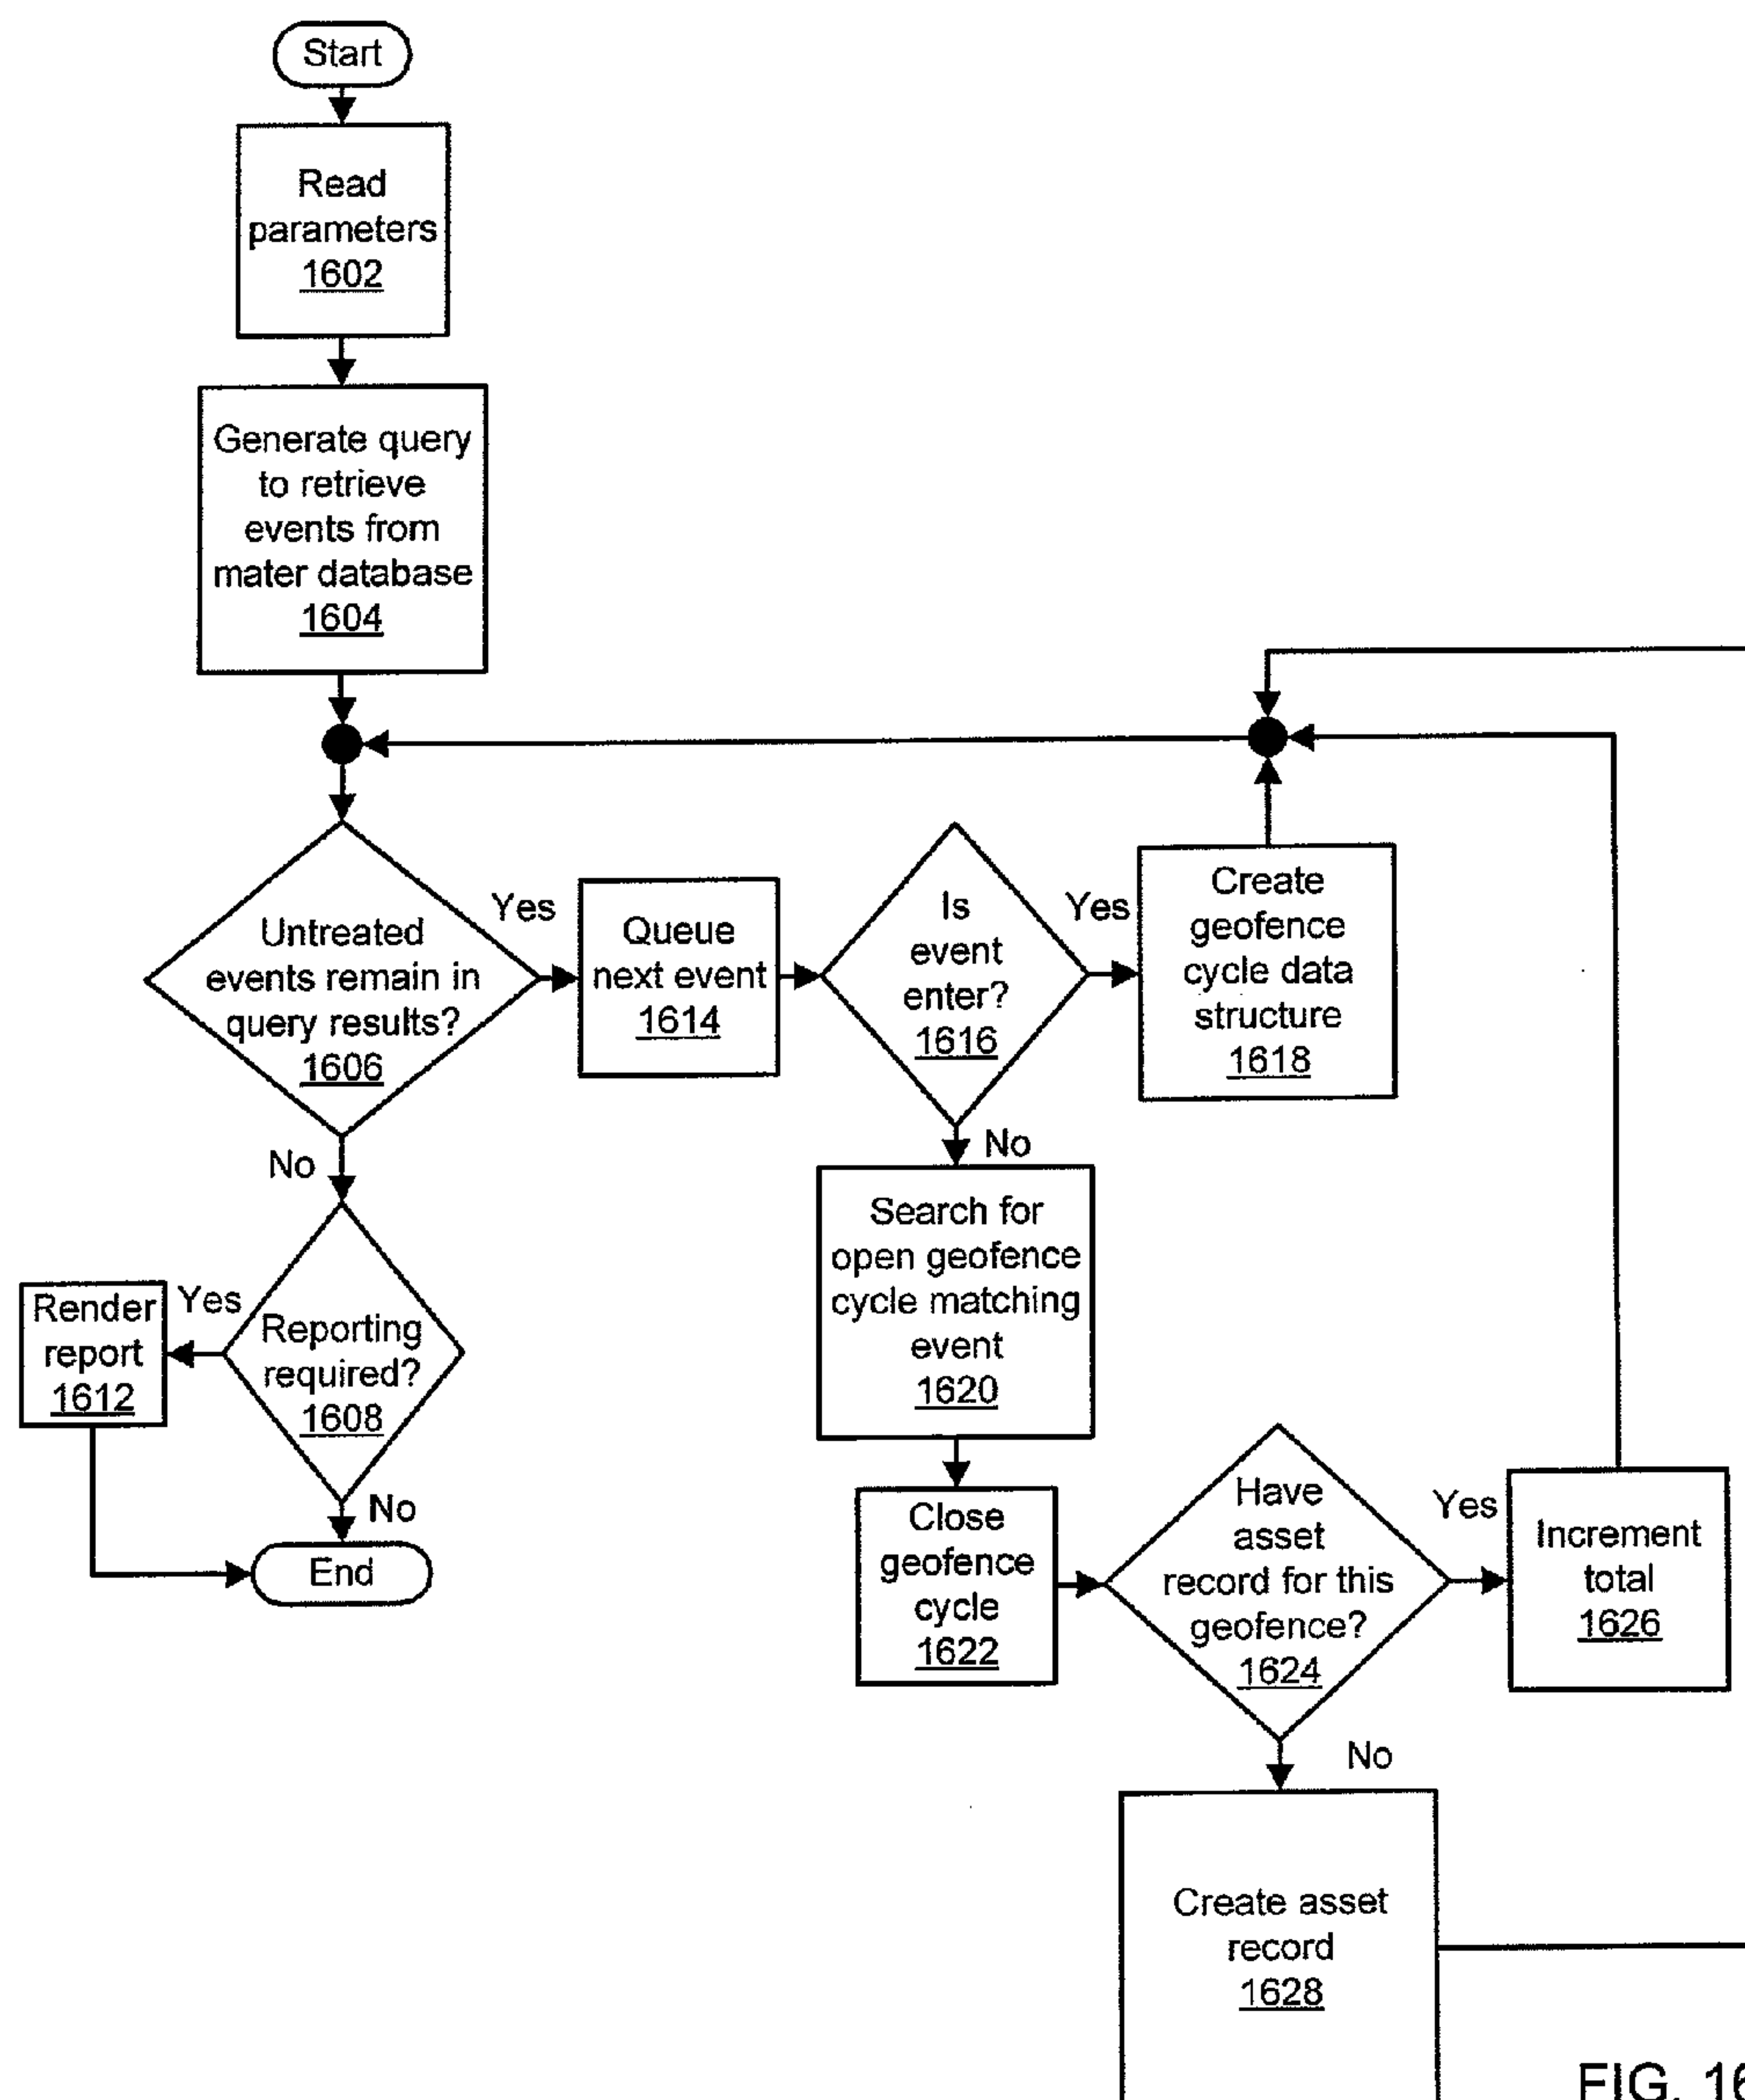 Start
Read
parameters
1602
Generate query
to retrieve
events from
mater database
1604
Untreated
events remain in
query results?
1606
Yes
Queue
next event
1614
Is
event
enter?
1616
Yes
Create
geofence
cycle data
structure
1618
No
No
Search for
open geofence
cycle matching
event
1620
Render
report
1612
Yes
Reporting
required?
1608
No
End
Close
geofence
cycle
1622
Have
asset
record for this
geofence?
1624
Yes
Increment
total
1626
No
Create asset
record
1628
FIG. 16